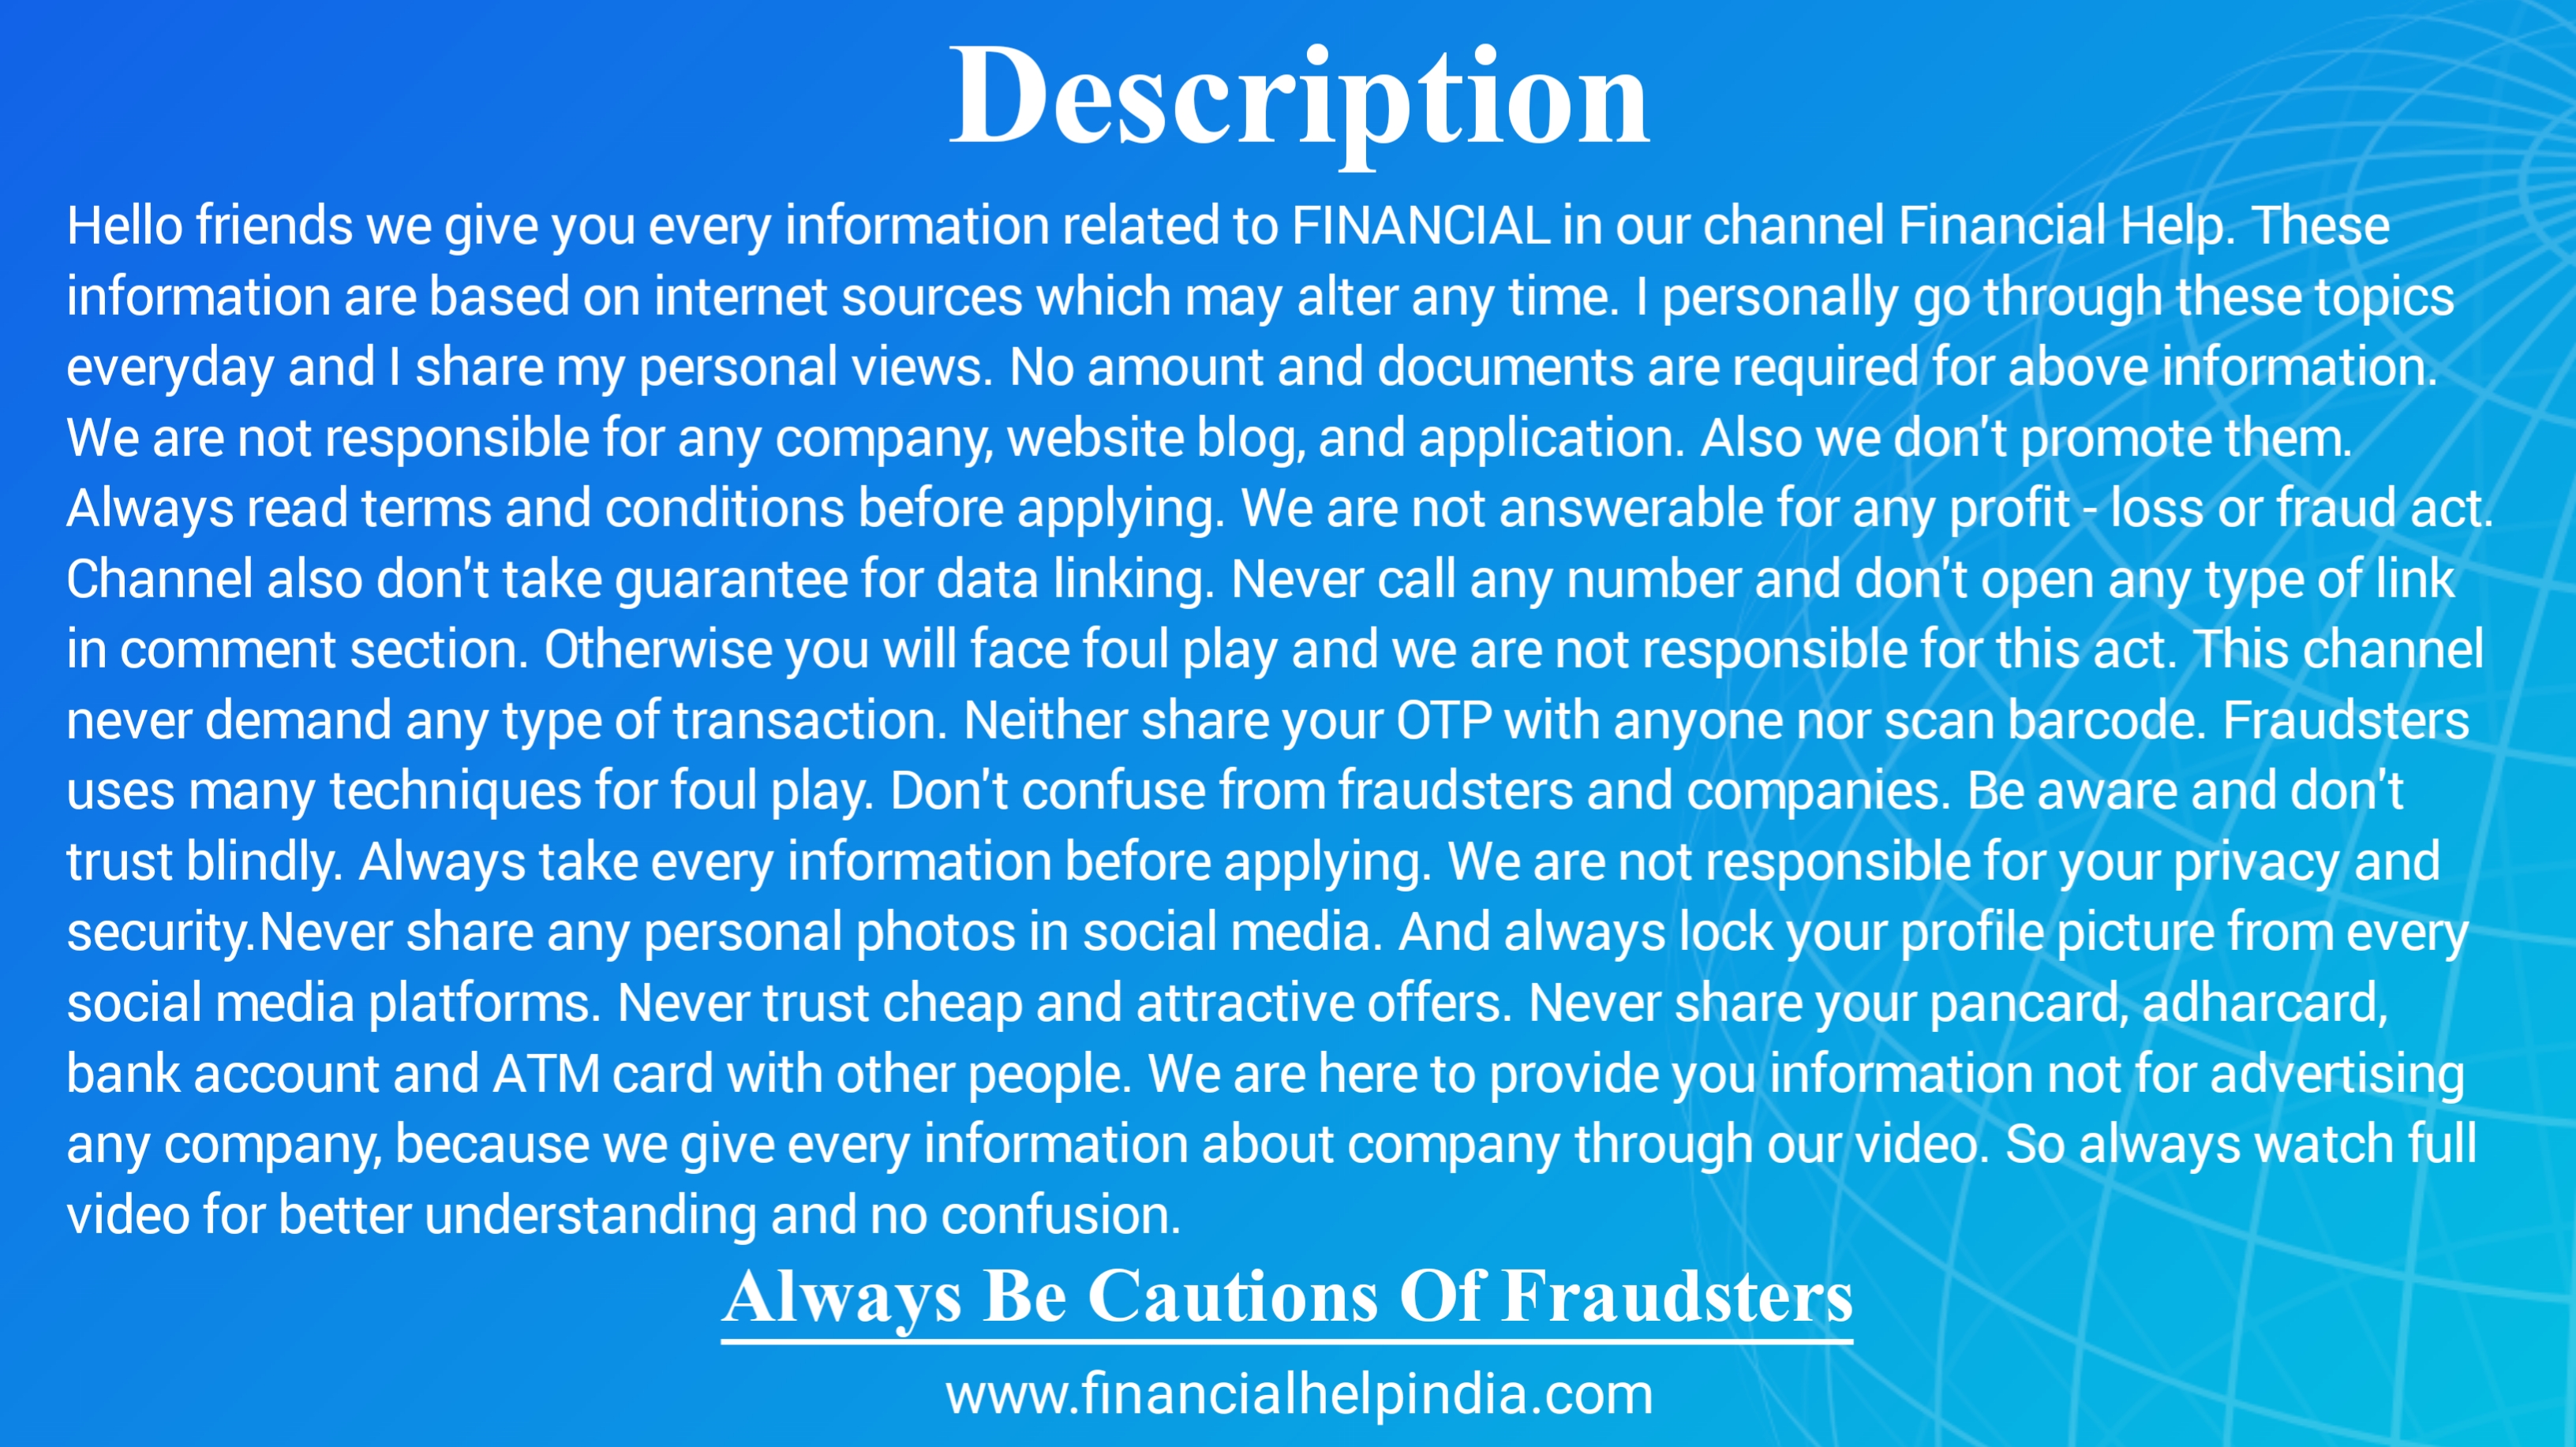 Description
Hello friends we give you every information related to FINANCIAL in our channel Financial Help. These
information are based on internet sources which may alter any time. I personally go through these topics
everyday and I share my personal views. No amount and documents are required for above information.
We are not responsible for any company, website blog, and application. Also we don't promote them.
Always read terms and conditions before applying. We are not answerable for any profit - loss or fraud act.
Channel also don't take guarantee for data linking. Never call any number and don't open any type of link
in comment section. Otherwise you will face foul play and we are not responsible for this act. This channel
never demand any type of transaction. Neither share your OTP with anyone nor scan barcode. Fraudsters
uses many techniques for foul play. Don't confuse from fraudsters and companies. Be aware and don't
trust blindly. Always take every information before applying. We are not responsible for your privacy and
security.Never share any personal photos in social media. And always lock your profile picture from every
social media platforms. Never trust cheap and attractive offers. Never share your pancard, adharcard,
bank account and ATM card with other people. We are here to provide you information not for advertising
any company, because we give every information about company through our video. So always watch full
video for better understanding and no confusion.
Always Be Cautions Of Fraudsters
www.financialhelpindia.com